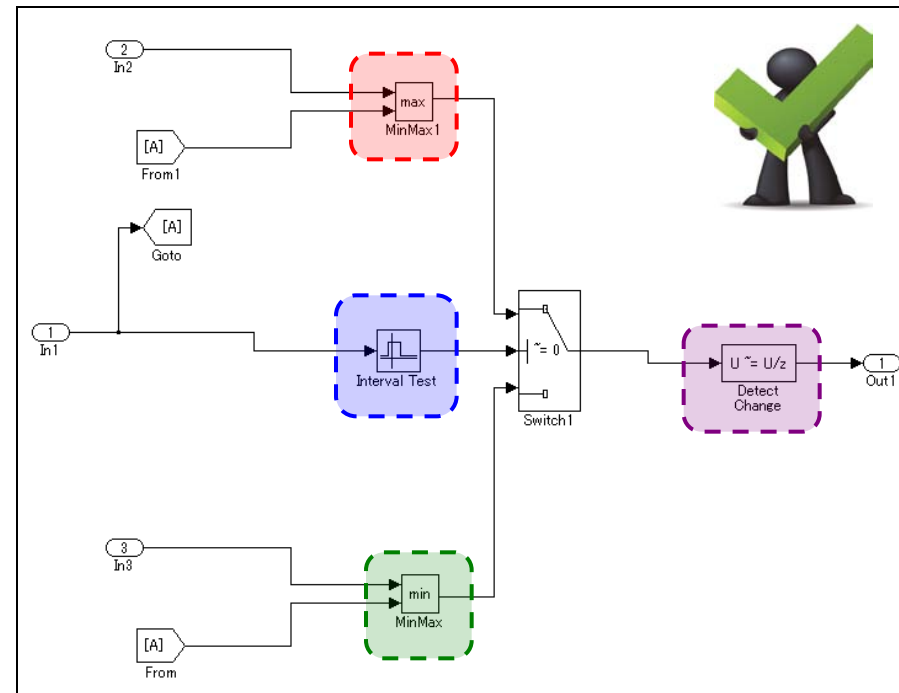 2
In2
max
MinMax1
[A]
From1
[A]
Goto
1
In1
Interval Test
~= 0
Switch1
U ~= U/z
Detect
Change
1
Out1
3
In3
min
MinMax
[A]
From